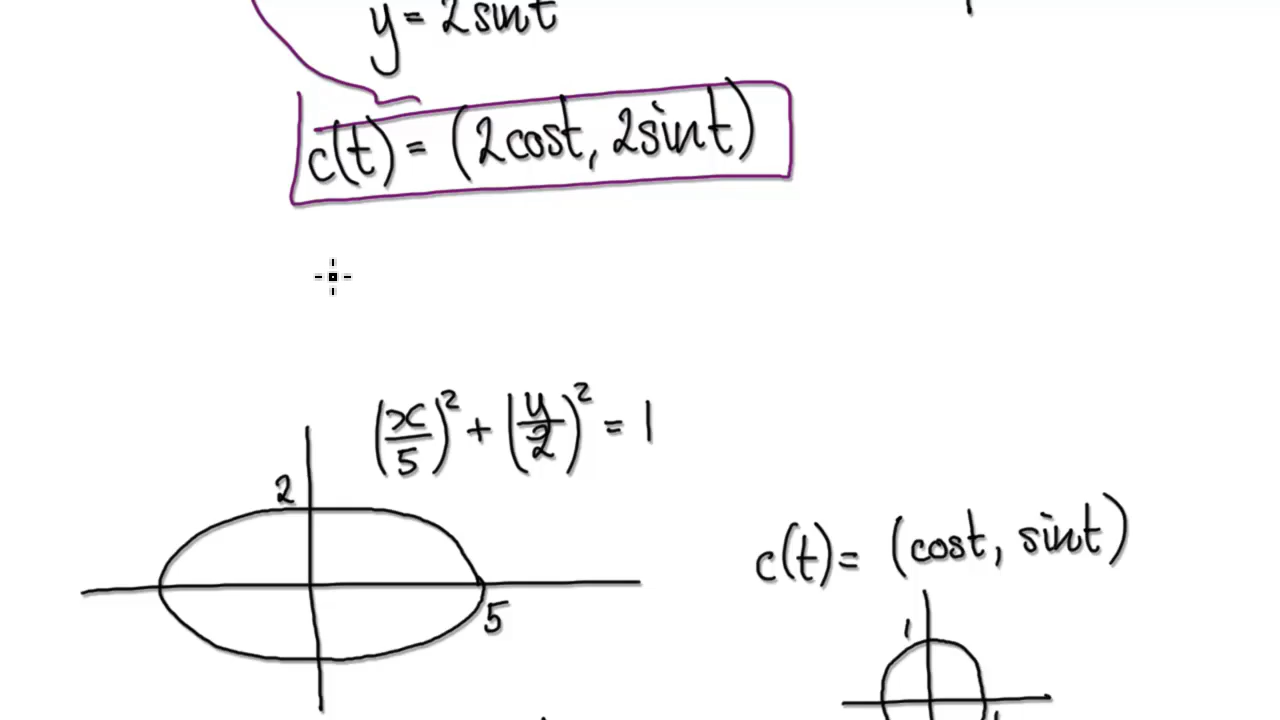 y = 2sint
c(t) = (2cost, 2sint)
(x/5)² + (y/2)² = 1
2
5
c(t) = (cost, sint)
1